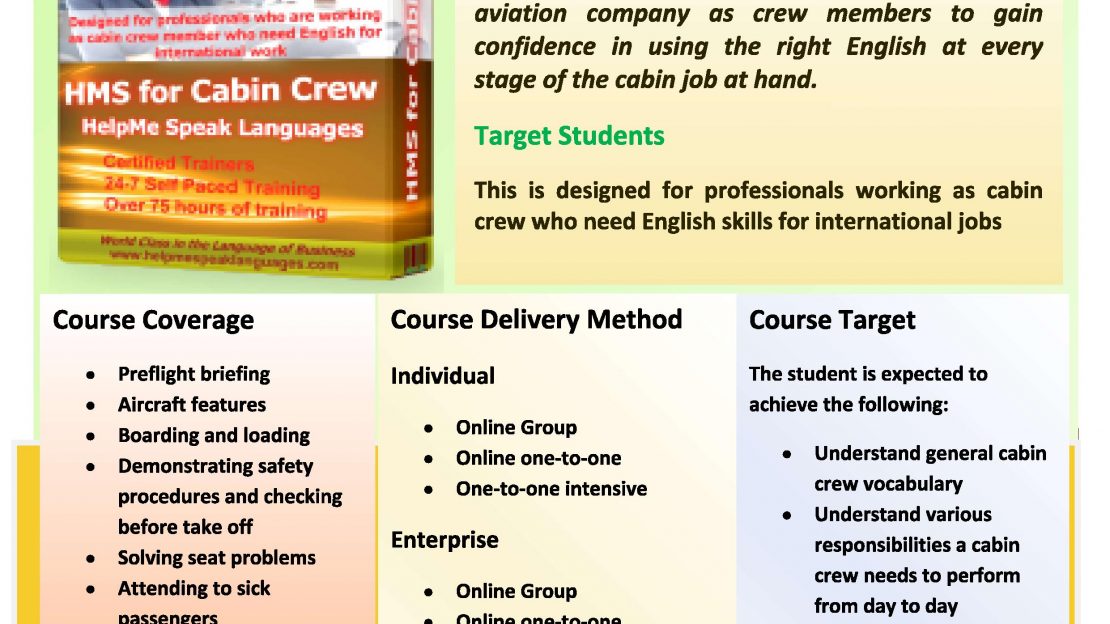 Designed for professionals who are working
as cabin crew member who need English for
international work
HMS for Cabin Crew
HelpMe Speak Languages
Certified Trainers
24-7 Self Paced Training
Over 75 hours of training
World Class in the Language of Business
www.helpmespeaklanguages.com
HMS for Cabi
aviation company as crew members to gain
confidence in using the right English at every
stage of the cabin job at hand.
Target Students
This is designed for professionals working as cabin
crew who need English skills for international jobs
Course Coverage
• Preflight briefing
• Aircraft features
• Boarding and loading
• Demonstrating safety
procedures and checking
before take off
• Solving seat problems
• Attending to sick
passengers
Course Delivery Method
Individual
• Online Group
• Online one-to-one
• One-to-one intensive
Enterprise
• Online Group
• Online one-to-one
Course Target
The student is expected to
achieve the following:
• Understand general cabin
crew vocabulary
• Understand various
responsibilities a cabin
crew needs to perform
from day to day